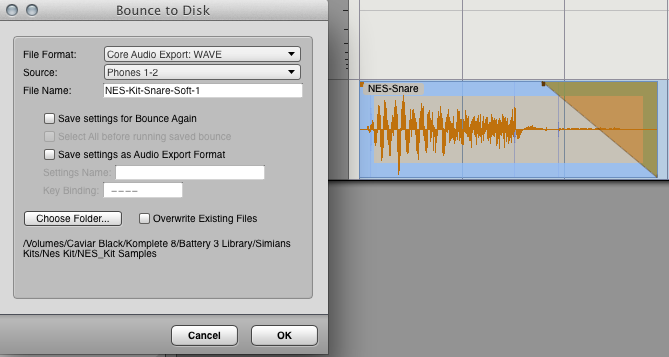 Bounce to Disk
File Format: Core Audio Export: WAVE
Source: Phones 1-2
File Name: NES-Kit-Snare-Soft-1
Save settings for Bounce Again
Select All before running saved bounce
Save settings as Audio Export Format
Settings Name:
Key Binding: ----
Choose Folder... Overwrite Existing Files
/Volumes/Caviar Black/Komplete 8/Battery 3 Library/Simians
Kits/Nes Kit/NES_Kit Samples
Cancel OK
NES-Snare